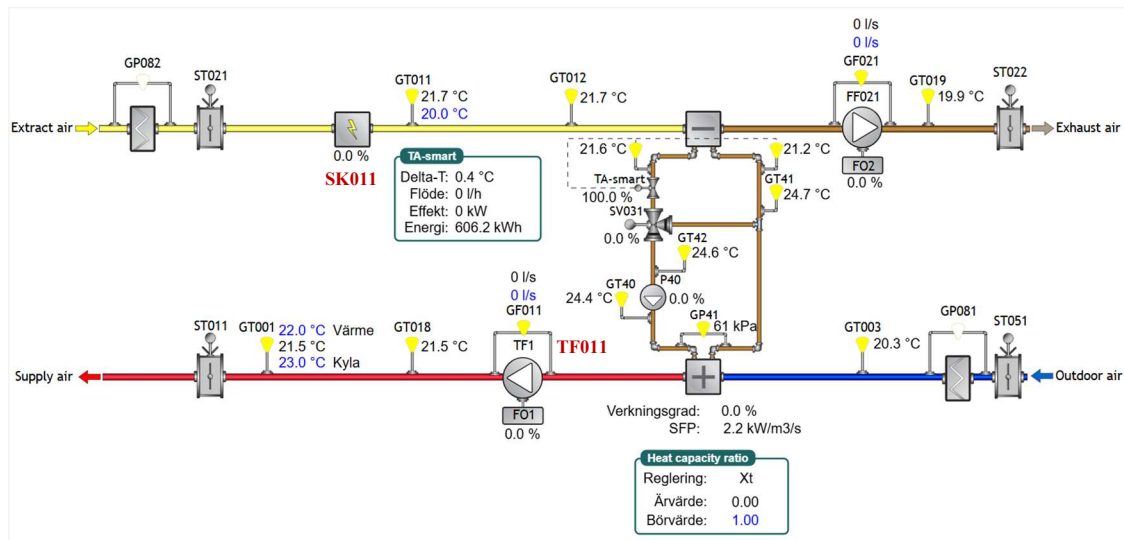 0 l/s
0 l/s
GP082
ST021
GF021
GT019
ST022
GT011
GT012
FF021
21.7 °C
20.0 °C
21.7 °C
19.9 °C
Extract air
Exhaust air
0.0 %
SK011
TA-smart
Delta-T: 0.4 °C
Flöde: 0 l/h
Effekt: 0 kW
Energi: 606.2 kWh
FO2
0.0 %
21.6 °C
21.2 °C
TA-smart
100.0 %
GT41
24.7 °C
SV031
0.0 %
GT42
24.6 °C
P40
0.0 %
GT40
24.4 °C
GP41
61 kPa
0 l/s
0 l/s
GF011
ST011
GT001
22.0 °C Värme
21.5 °C
23.0 °C Kyla
GT018
21.5 °C
TF1
TF011
GT003
20.3 °C
GP081
ST051
Supply air
Outdoor air
FO1
0.0 %
Verkningsgrad: 0.0 %
SFP: 2.2 kW/m3/s
Heat capacity ratio
Reglering: Xt
Ärvärde: 0.00
Börvärde: 1.00